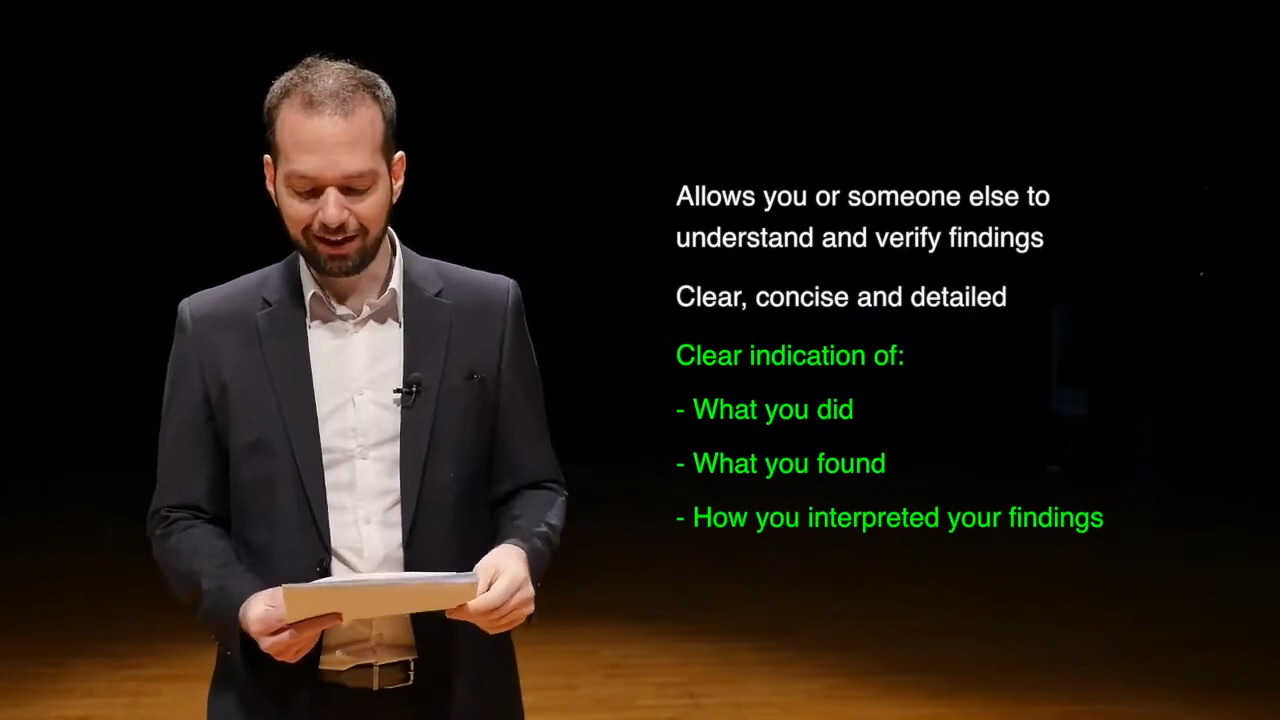 Allows you or someone else to
understand and verify findings
Clear, concise and detailed
Clear indication of:
- What you did
- What you found
- How you interpreted your findings